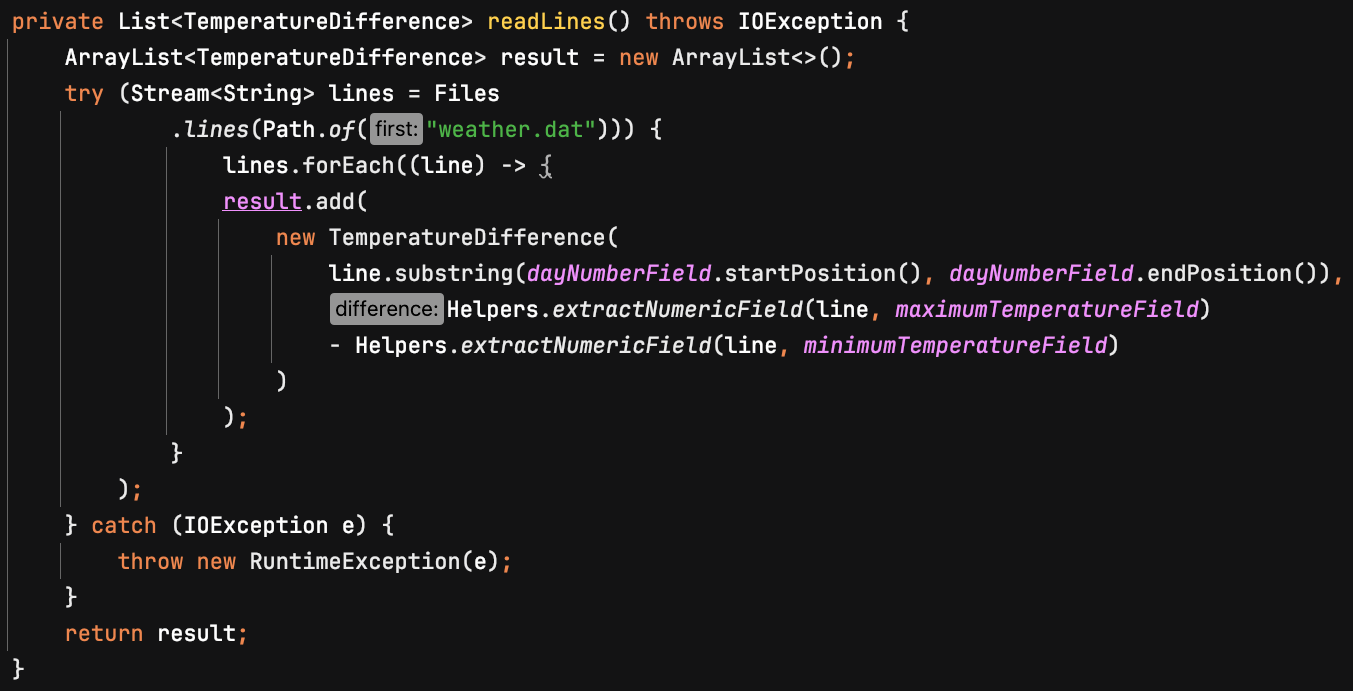 private List<TemperatureDifference> readLines() throws IOException {
ArrayList<TemperatureDifference> result = new ArrayList<>();
try (Stream<String> lines = Files
.lines(Path.of(first:"weather.dat"))) {
lines.forEach((line) -> {
result.add(
new TemperatureDifference(
line.substring(dayNumberField.startPosition(), dayNumberField.endPosition()),
difference:Helpers.extractNumericField(line, maximumTemperatureField)
- Helpers.extractNumericField(line, minimumTemperatureField)
)
);
}
);
} catch (IOException e) {
throw new RuntimeException(e);
}
return result;
}